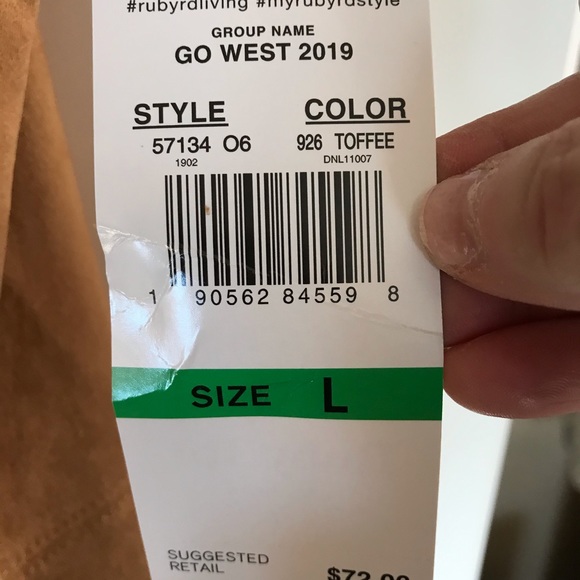 #rubyrdliving #myrubyrdstyle
GROUP NAME
GO WEST 2019
STYLE COLOR
57134 O6 926 TOFFEE
1902 DNL11007
1 90562 84559 8
SIZE L
SUGGESTED
RETAIL